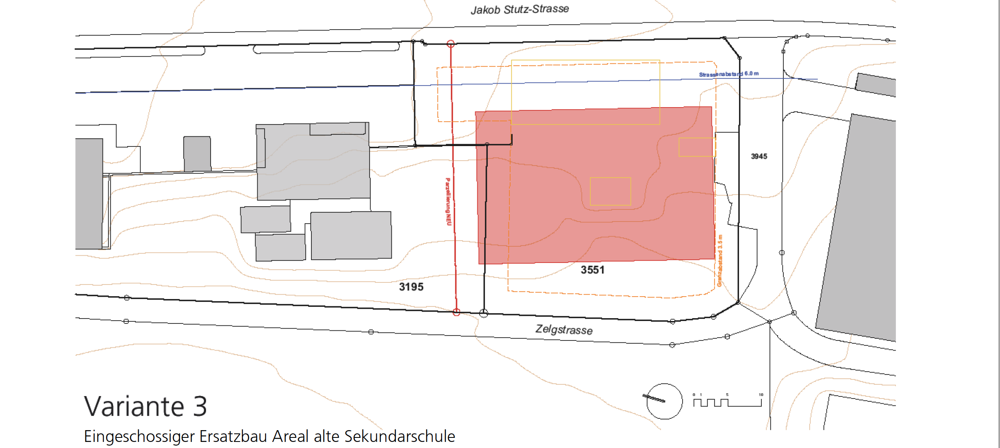 Jakob Stutz-Strasse
Strassenabstand 6.0 m
3945
Parzellierung NEU
Grenzabstand 3.5 m
3551
3195
Zelgstrasse
0 1 5 10
Variante 3
Eingeschossiger Ersatzbau Areal alte Sekundarschule